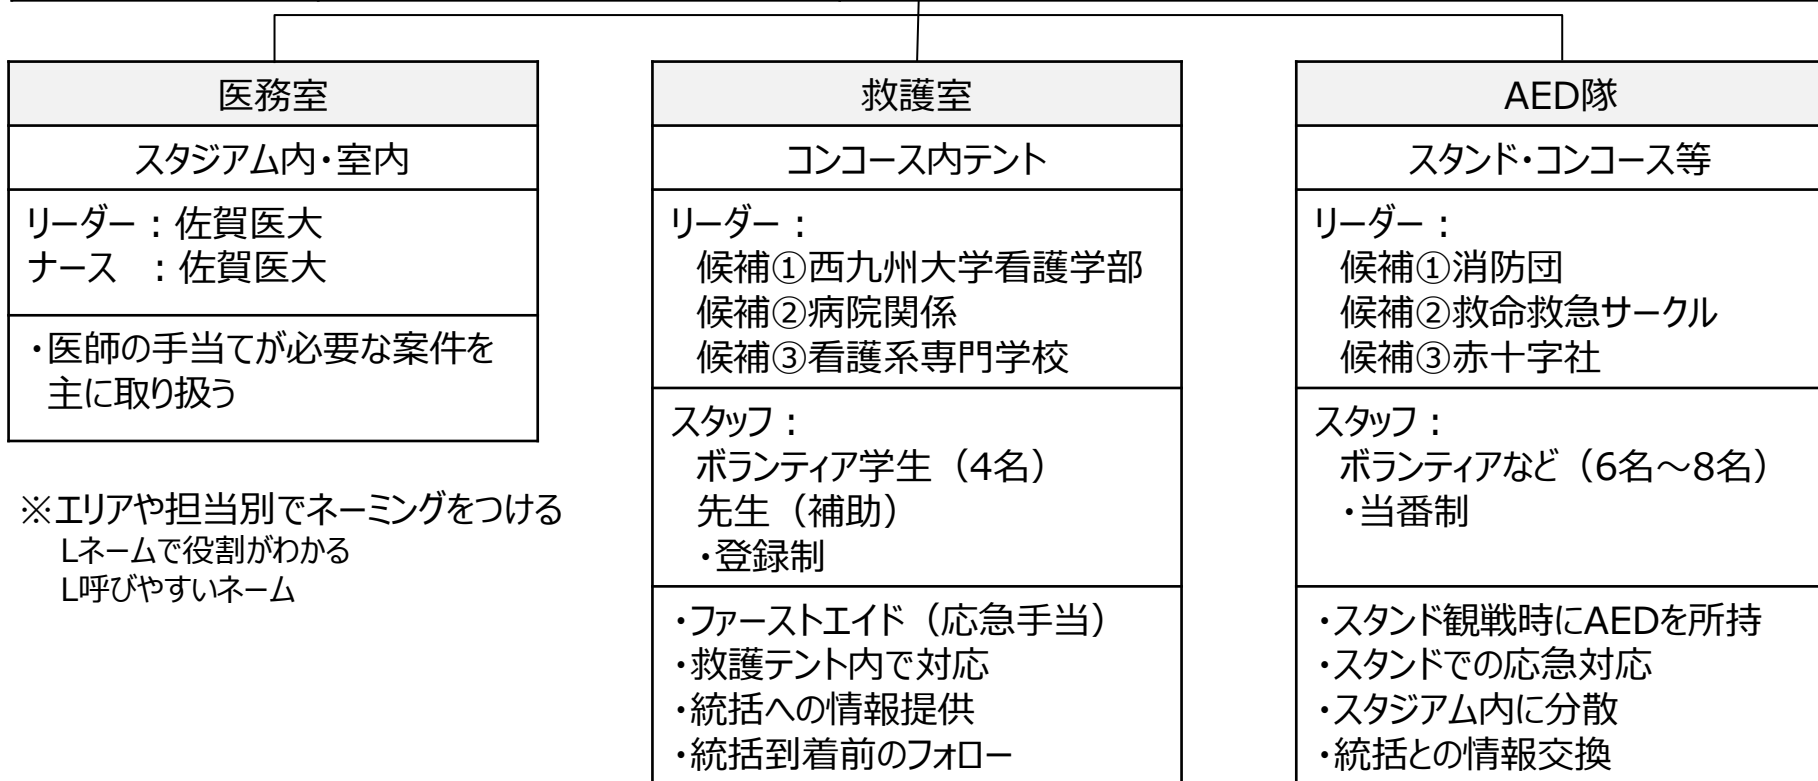 医務室
スタジアム内・室内
リーダー：佐賀医大
ナース　：佐賀医大
・医師の手当てが必要な案件を
主に取り扱う
※エリアや担当別でネーミングをつける
Lネームで役割がわかる
L呼びやすいネーム
救護室
コンコース内テント
リーダー：
候補①西九州大学看護学部
候補②病院関係
候補③看護系専門学校
スタッフ：
ボランティア学生（4名）
先生（補助）
・登録制
・ファーストエイド（応急手当）
・救護テント内で対応
・統括への情報提供
・統括到着前のフォロー
AED隊
スタンド・コンコース等
リーダー：
候補①消防団
候補②救命救急サークル
候補③赤十字社
スタッフ：
ボランティアなど（6名～8名）
・当番制
・スタンド観戦時にAEDを所持
・スタンドでの応急対応
・スタジアム内に分散
・統括との情報交換